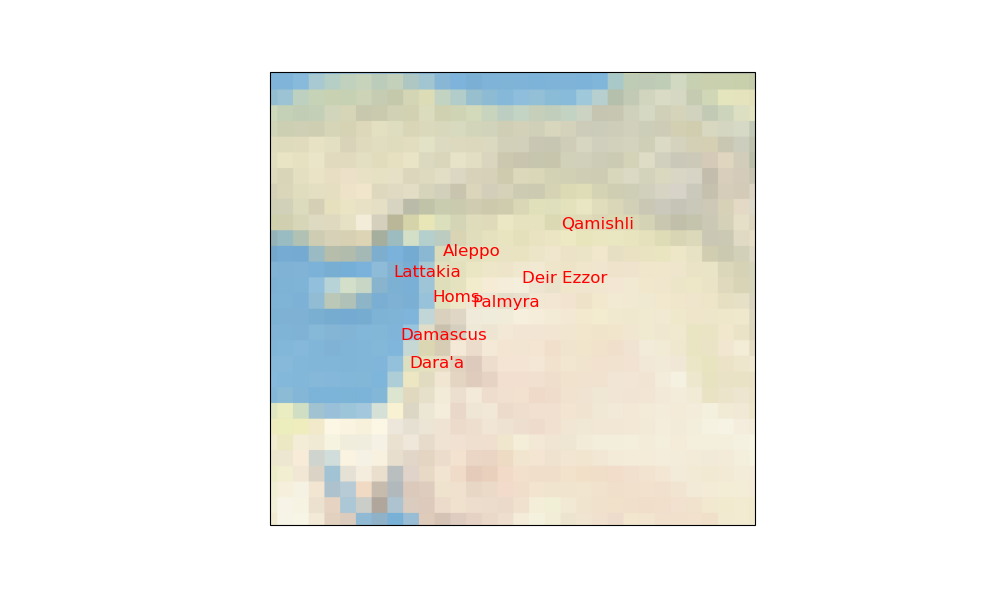 Qamishli
Aleppo
Lattakia
Deir Ezzor
Homs
Palmyra
Damascus
Dara'a